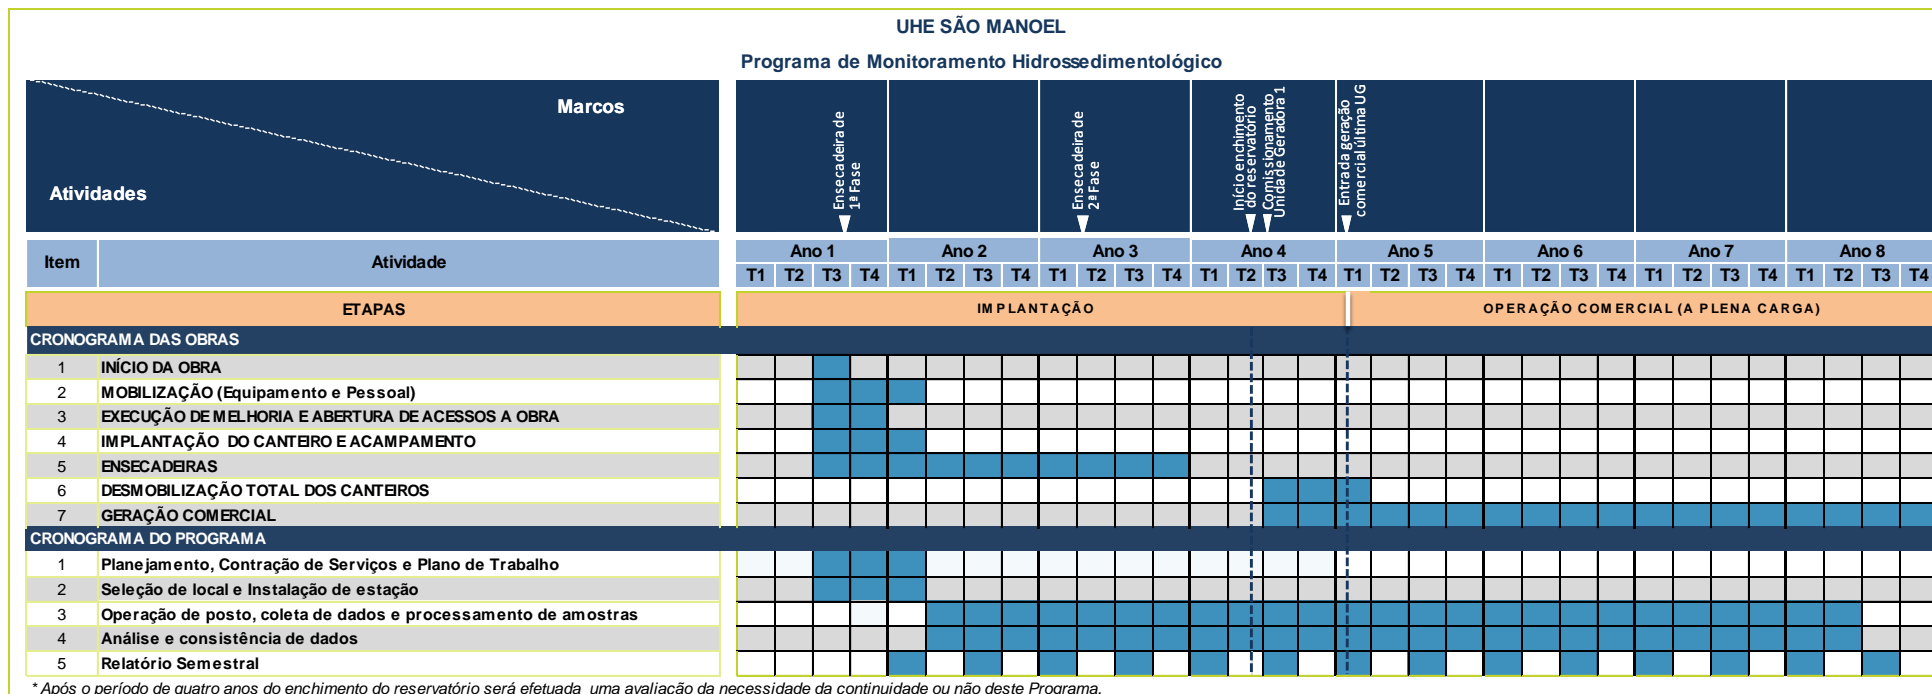 UHE SÃO MANOEL
Programa de Monitoramento Hidrossedimentológico
Marcos
Atividades
Ensecadeira de
1ª Fase
Ensecadeira de
2ª Fase
Início enchimento
do reservatório
Comissionamento
Unidade Geradora 1
Entrada geração
comercial última UG
Item Atividade Ano 1 Ano 2 Ano 3 Ano 4 Ano 5 Ano 6 Ano 7 Ano 8
T1 T2 T3 T4 T1 T2 T3 T4 T1 T2 T3 T4 T1 T2 T3 T4 T1 T2 T3 T4 T1 T2 T3 T4 T1 T2 T3 T4 T1 T2 T3 T4
ETAPAS IMPLANTAÇÃO OPERAÇÃO COMERCIAL (A PLENA CARGA)
CRONOGRAMA DAS OBRAS
1 INÍCIO DA OBRA
2 MOBILIZAÇÃO (Equipamento e Pessoal)
3 EXECUÇÃO DE MELHORIA E ABERTURA DE ACESSOS A OBRA
4 IMPLANTAÇÃO DO CANTEIRO E ACAMPAMENTO
5 ENSECADEIRAS
6 DESMOBILIZAÇÃO TOTAL DOS CANTEIROS
7 GERAÇÃO COMERCIAL
CRONOGRAMA DO PROGRAMA
1 Planejamento, Contração de Serviços e Plano de Trabalho
2 Seleção de local e Instalação de estação
3 Operação de posto, coleta de dados e processamento de amostras
4 Análise e consistência de dados
5 Relatório Semestral
* Após o período de quatro anos do enchimento do reservatório será efetuada uma avaliação da necessidade da continuidade ou não deste Programa.